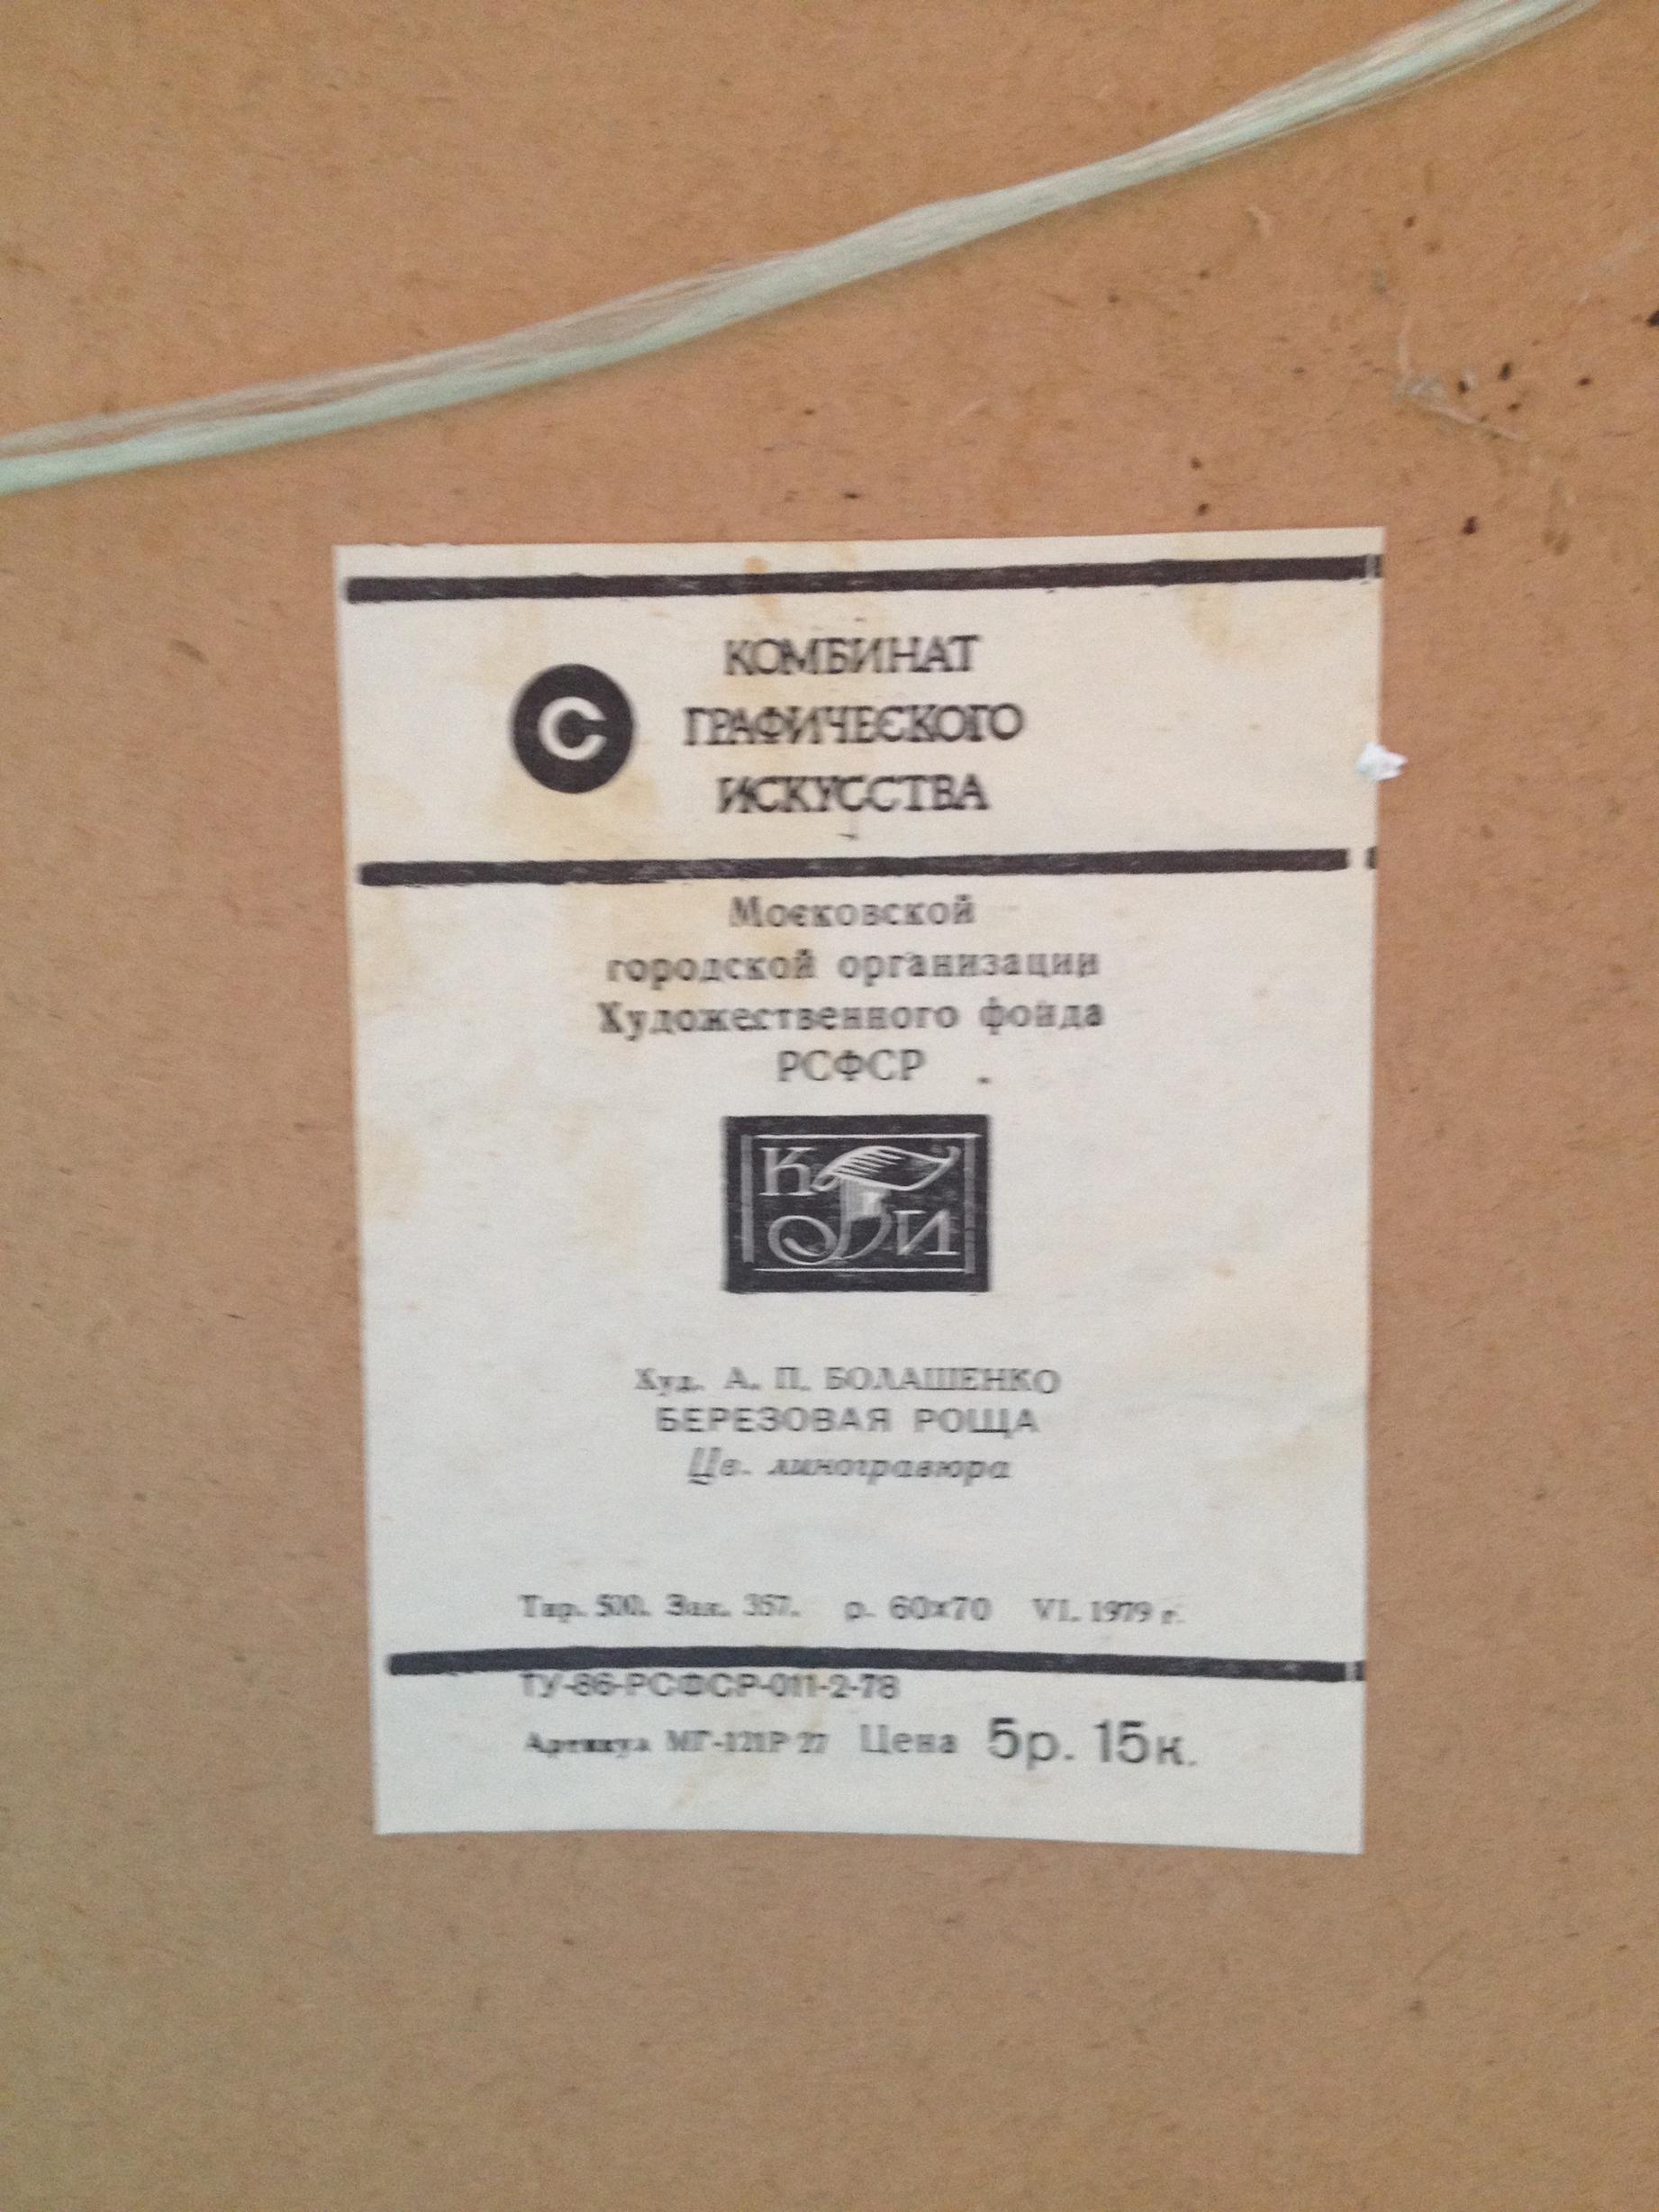 С
КОМБИНАТ
ГРАФИЧЕСКОГО
ИСКУССТВА
Московской
городской организации
Художественного фонда
РСФСР
КГИ
Худ. А. П. БОЛАШЕНКО
БЕРЕЗОВАЯ РОЩА
Цв. линогравюра
Тир. 500. Зак. 357. р. 60х70 VI. 1979 г.
ТУ-86-РСФСР-011-2-78
Артикул МГ-121Р-27 Цена 5р. 15к.